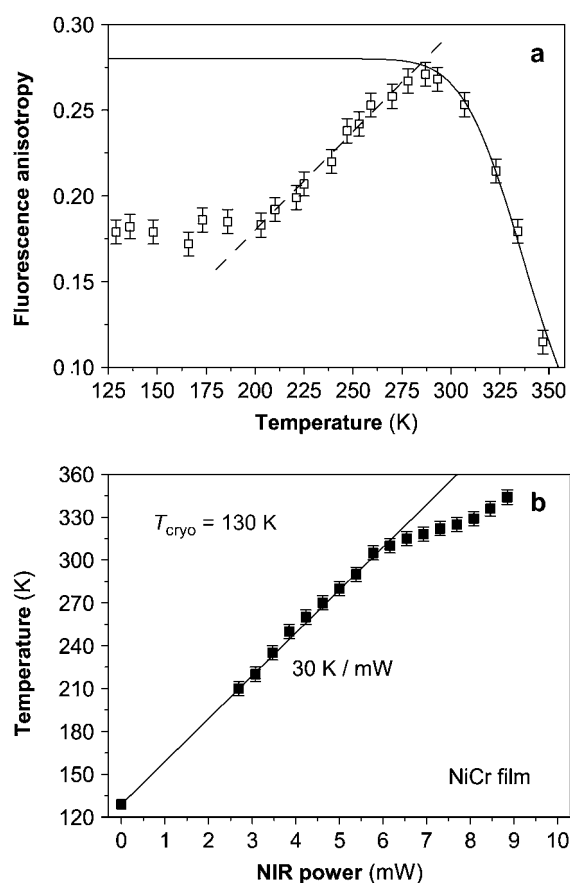 a
0.30
0.25
0.20
0.15
0.10
Fluorescence anisotropy
125 150 175 200 225 250 275 300 325 350
Temperature (K)
b
360
330
300
270
240
210
180
150
120
Temperature (K)
T_cryo = 130 K
30 K / mW
NiCr film
0 1 2 3 4 5 6 7 8 9 10
NIR power (mW)